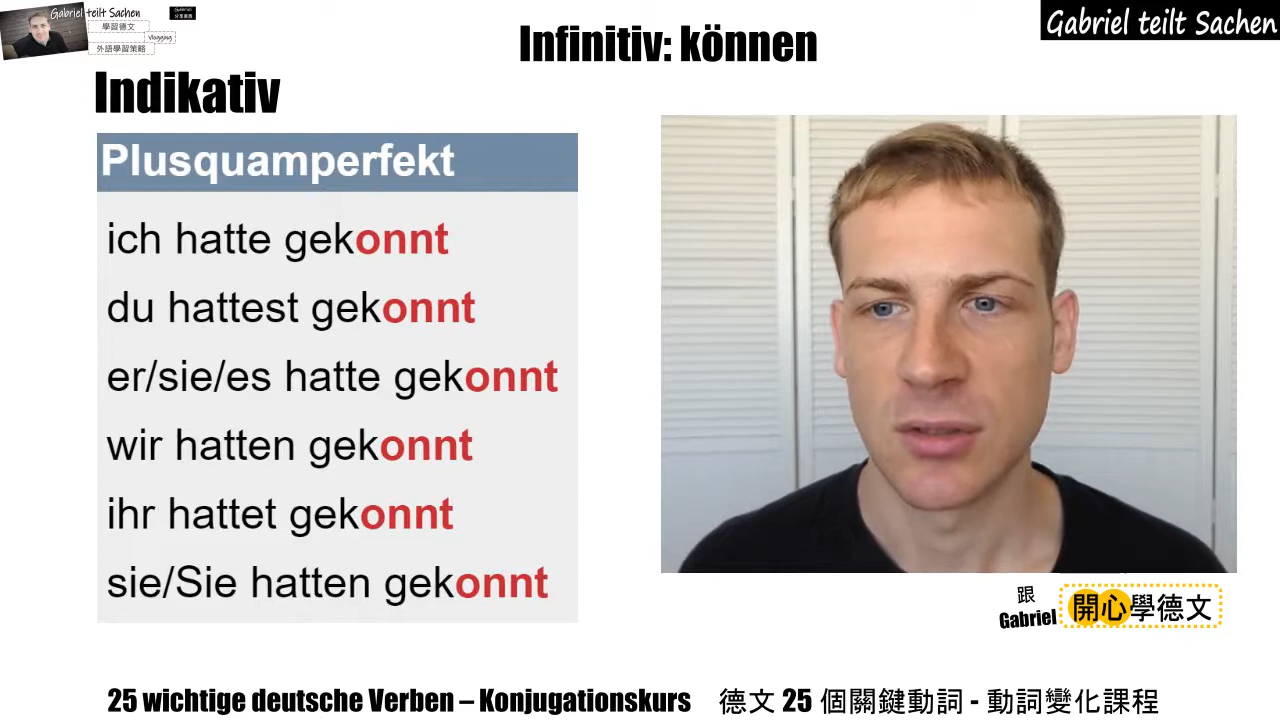 Gabriel teilt Sachen
學習德文
Vlogging
外語學習策略
Gabriel teilt Sachen
Infinitiv: können
Indikativ
Plusquamperfekt
ich hatte gekonnt
du hattest gekonnt
er/sie/es hatte gekonnt
wir hatten gekonnt
ihr hattet gekonnt
sie/Sie hatten gekonnt
跟
Gabriel
開心學德文
25 wichtige deutsche Verben – Konjugationskurs 德文 25 個關鍵動詞 - 動詞變化課程